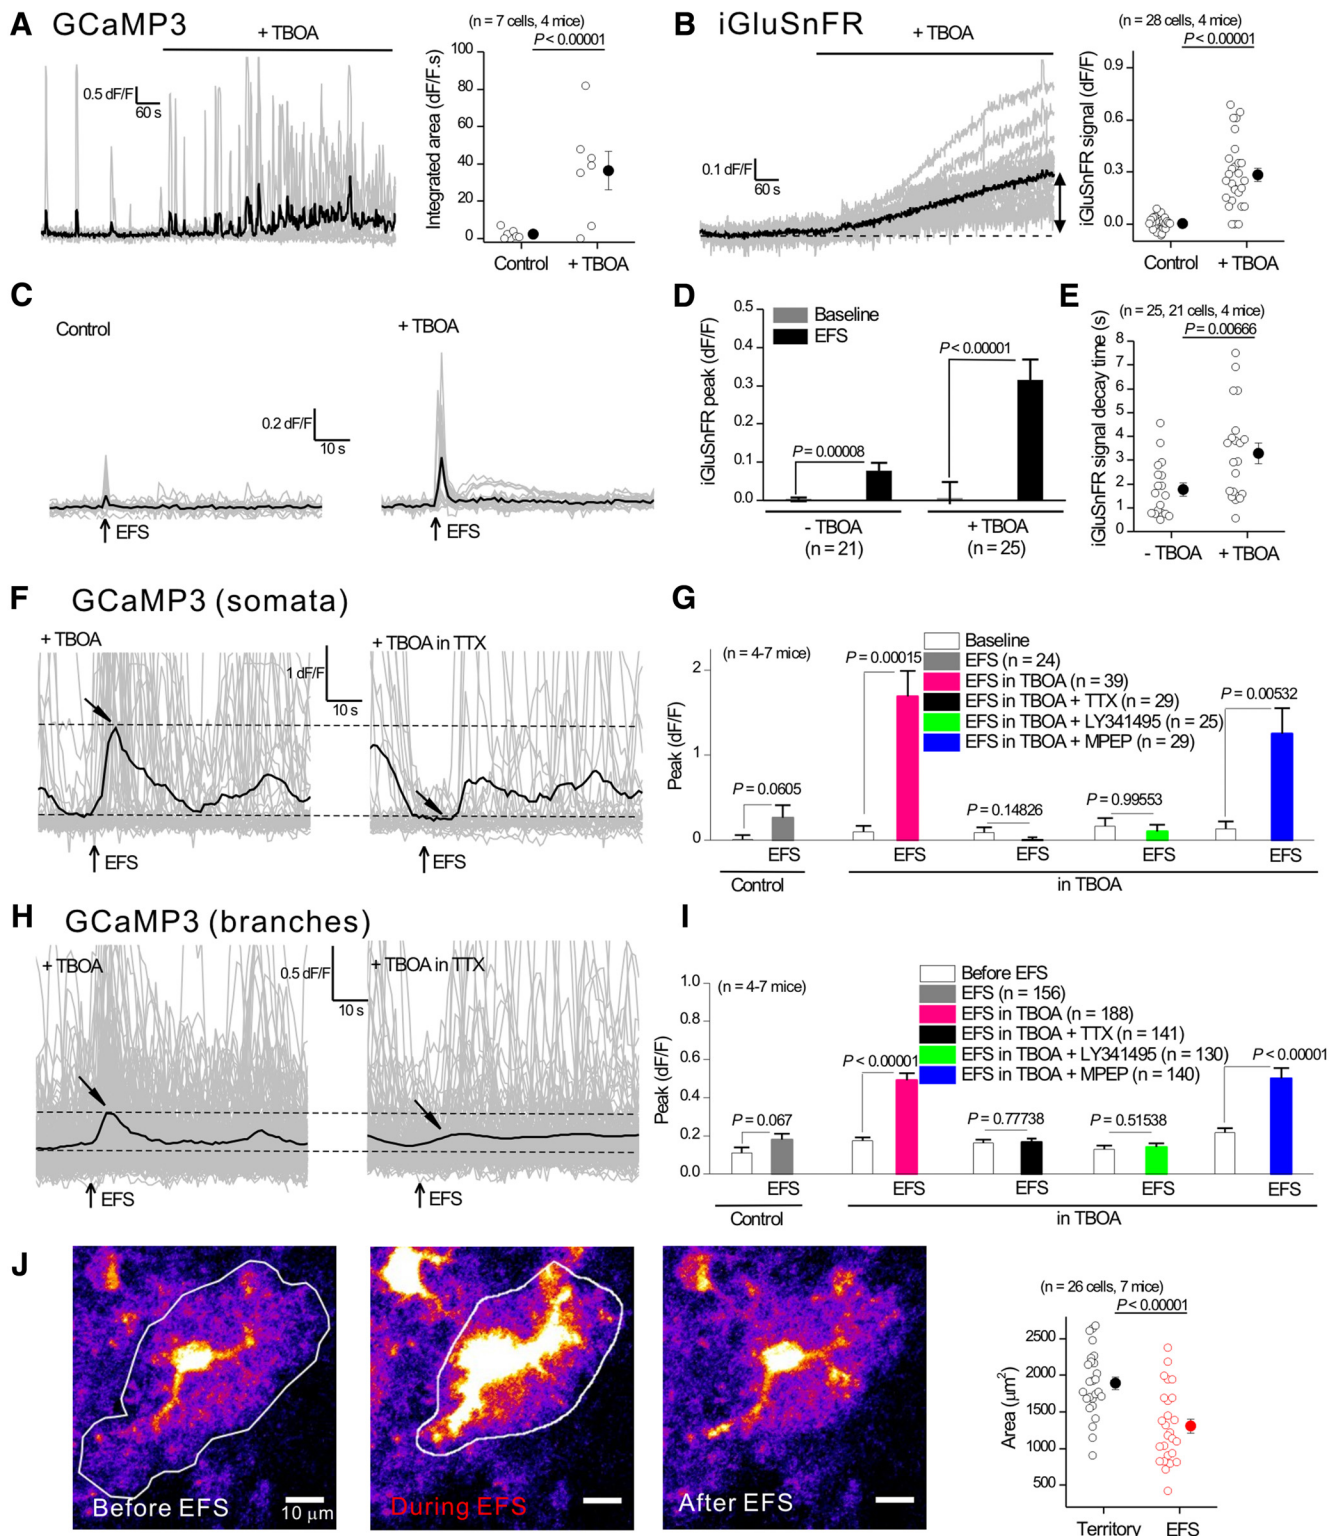 A GCaMP3
+ TBOA
0.5 dF/F
60 s
(n = 7 cells, 4 mice)
P < 0.00001
Integrated area (dF/F.s)
100
80
60
40
20
0
Control
+ TBOA
B iGluSnFR
+ TBOA
0.1 dF/F
60 s
(n = 28 cells, 4 mice)
P < 0.00001
iGluSnFR signal (dF/F)
0.9
0.6
0.3
0.0
Control
+ TBOA
C
Control
+ TBOA
0.2 dF/F
10 s
EFS
EFS
D
iGluSnFR peak (dF/F)
0.5
0.4
0.3
0.2
0.1
0.0
Baseline
EFS
P = 0.00008
P < 0.00001
- TBOA
(n = 21)
+ TBOA
(n = 25)
E
(n = 25, 21 cells, 4 mice)
P = 0.00666
iGluSnFR signal decay time (s)
8
7
6
5
4
3
2
1
0
- TBOA
+ TBOA
F GCaMP3 (somata)
+ TBOA
1 dF/F
10 s
+ TBOA in TTX
EFS
EFS
G
(n = 4-7 mice)
Peak (dF/F)
2
1
0
Baseline
EFS (n = 24)
EFS in TBOA (n = 39)
EFS in TBOA + TTX (n = 29)
EFS in TBOA + LY341495 (n = 25)
EFS in TBOA + MPEP (n = 29)
P = 0.0605
P = 0.00015
P = 0.14826
P = 0.99553
P = 0.00532
EFS
EFS
EFS
EFS
EFS
Control
in TBOA
H GCaMP3 (branches)
+ TBOA
0.5 dF/F
10 s
+ TBOA in TTX
EFS
EFS
I
(n = 4-7 mice)
Peak (dF/F)
1.0
0.8
0.6
0.4
0.2
0.0
Before EFS
EFS (n = 156)
EFS in TBOA (n = 188)
EFS in TBOA + TTX (n = 141)
EFS in TBOA + LY341495 (n = 130)
EFS in TBOA + MPEP (n = 140)
P = 0.067
P < 0.00001
P = 0.77738
P = 0.51538
P < 0.00001
EFS
EFS
EFS
EFS
EFS
Control
in TBOA
J
Before EFS
10 µm
During EFS
After EFS
(n = 26 cells, 7 mice)
P < 0.00001
Area (µm²)
2500
2000
1500
1000
500
Territory
EFS